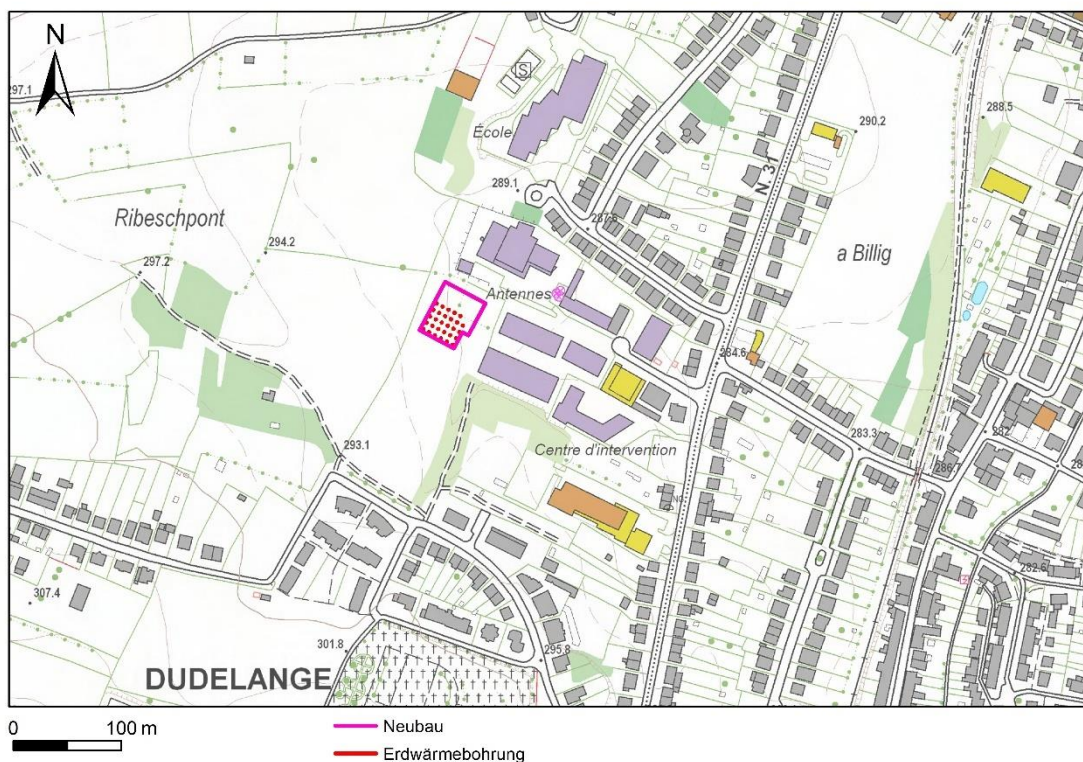 N
297.1
S
École
288.5
290.2
N. 31
289.1
287.8
Ribeschpont
a Billig
294.2
297.2
Antennes
284.6
293.1
Centre d'intervention
283.3
282
286.7
282.6
307.4
301.8
295.8
DUDELANGE
0 100 m
Neubau
Erdwärmebohrung